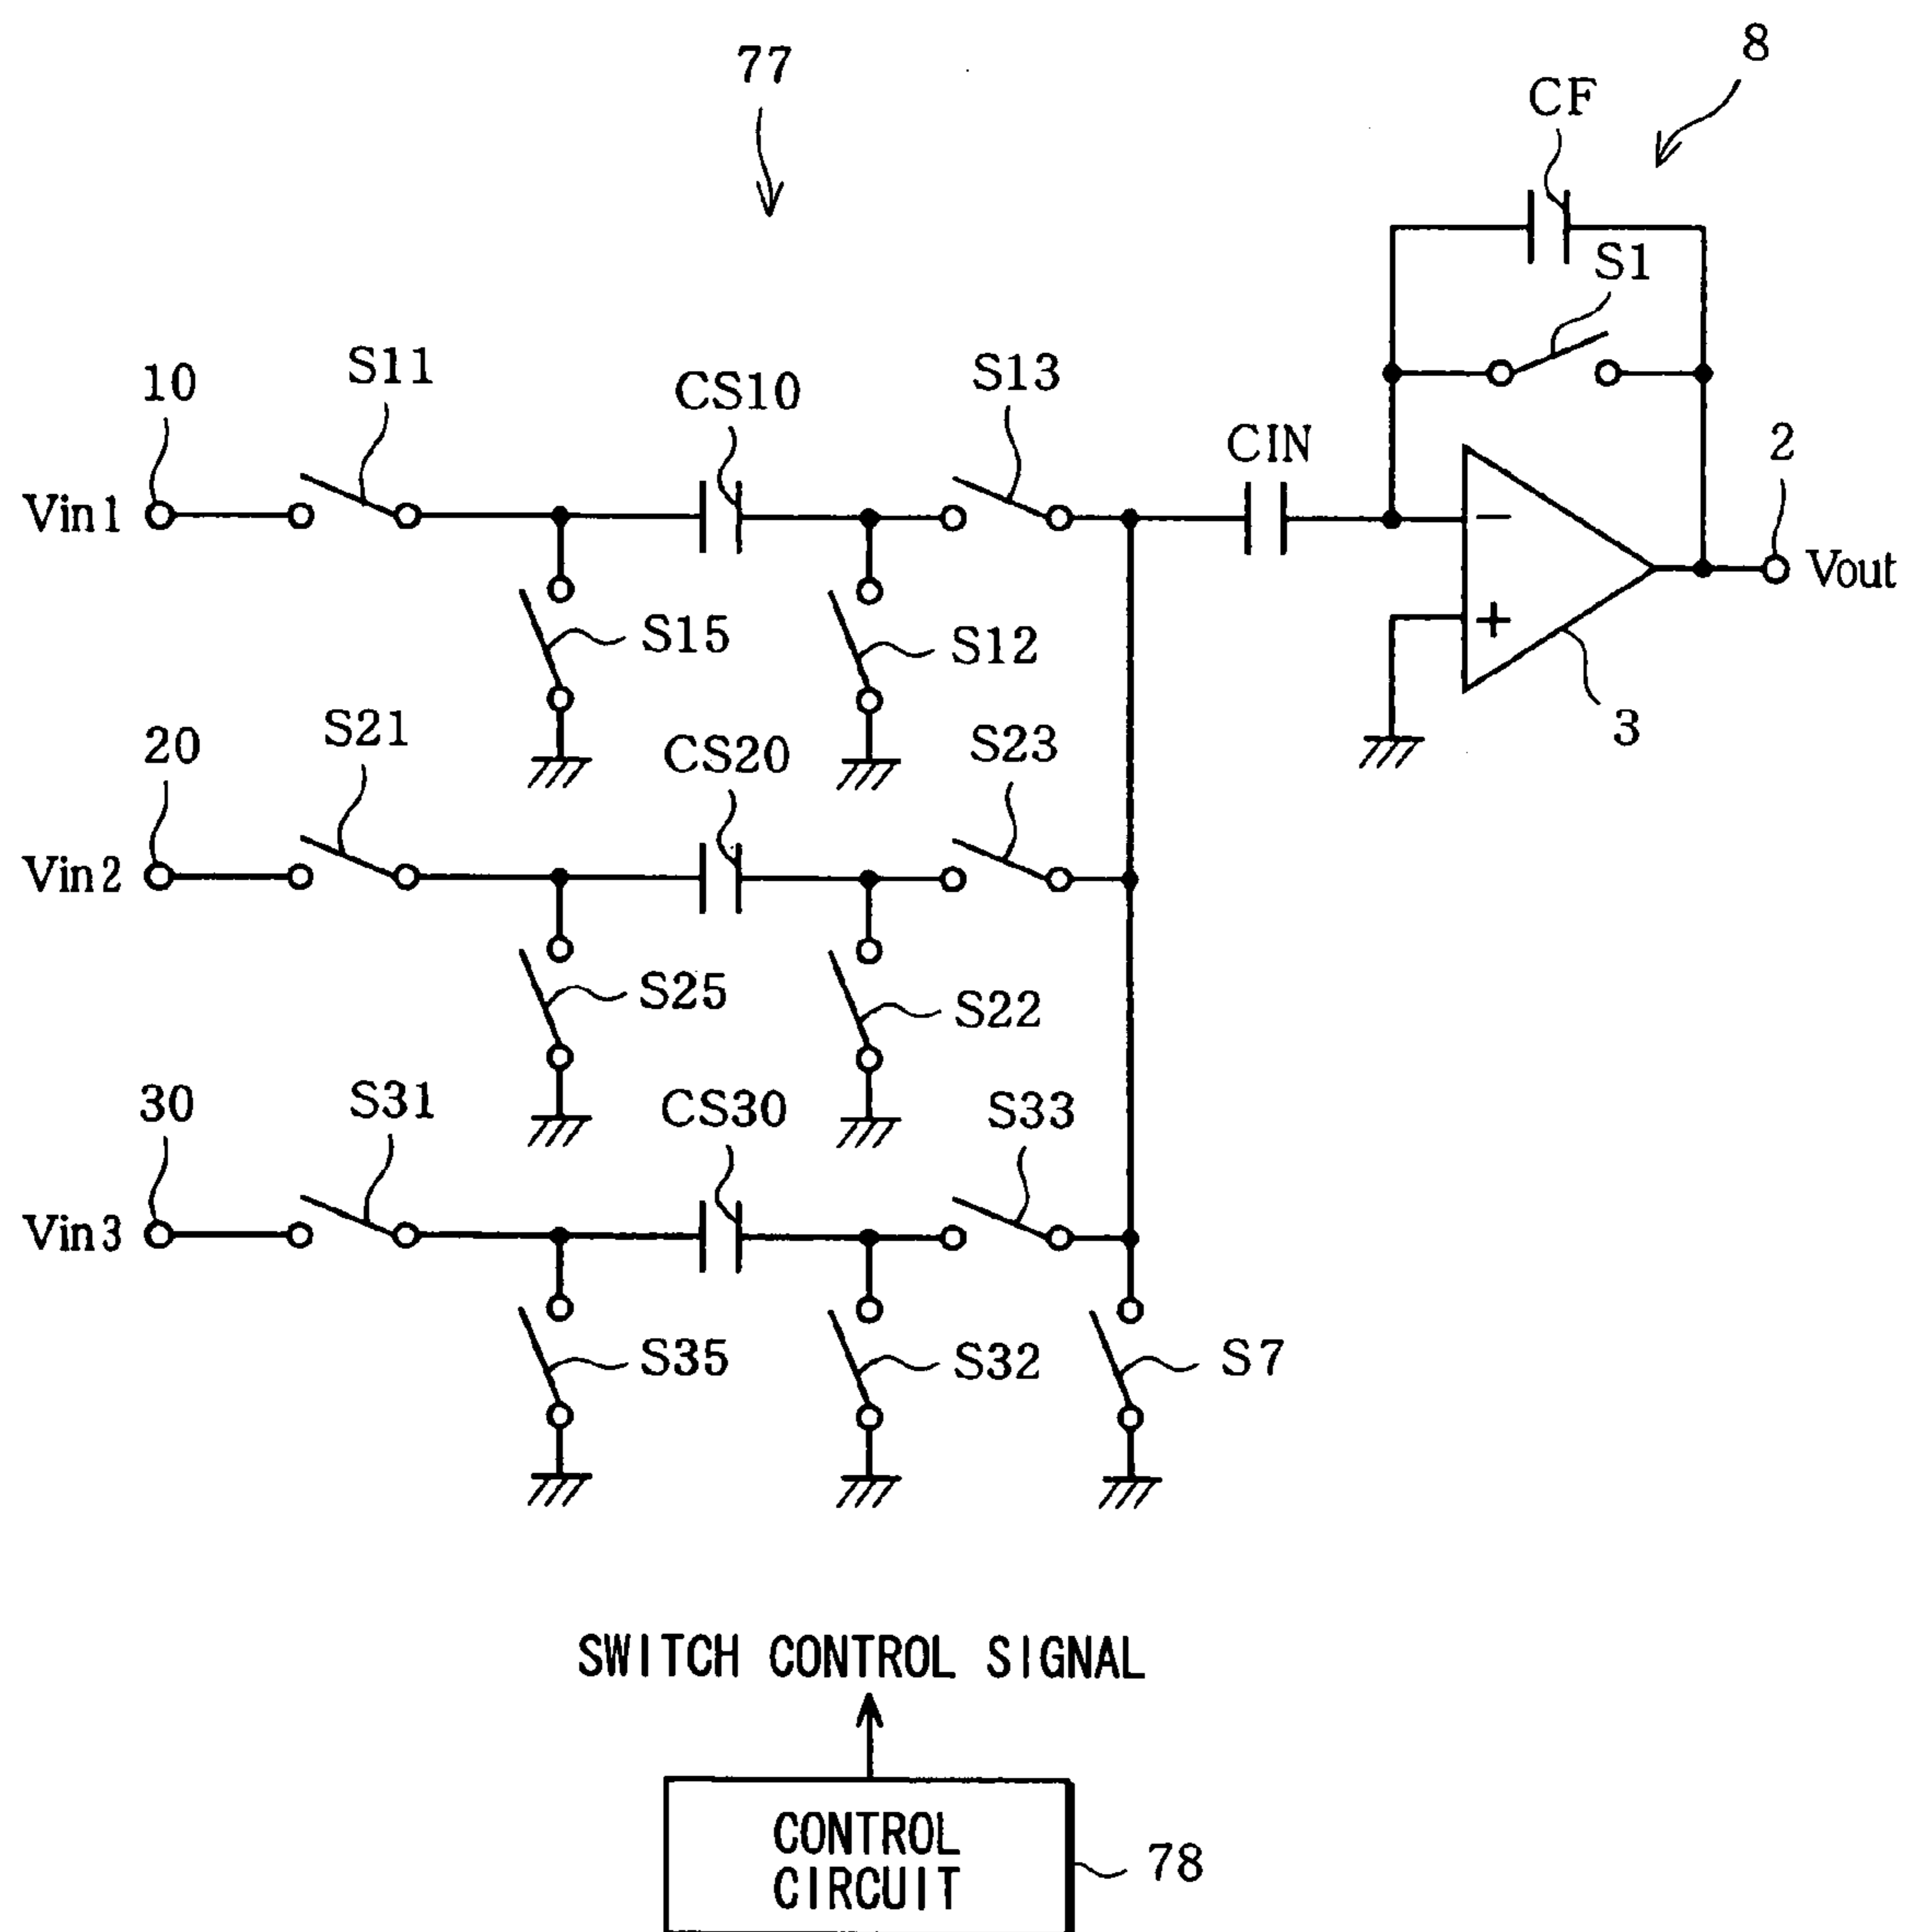 77
8
CF
S1
10
S11
CS10
S13
CIN
2
Vin1
Vout
S15
S12
3
20
S21
CS20
S23
Vin2
S25
S22
30
S31
CS30
S33
Vin3
S35
S32
S7
SWITCH CONTROL SIGNAL
CONTROL
CIRCUIT
78